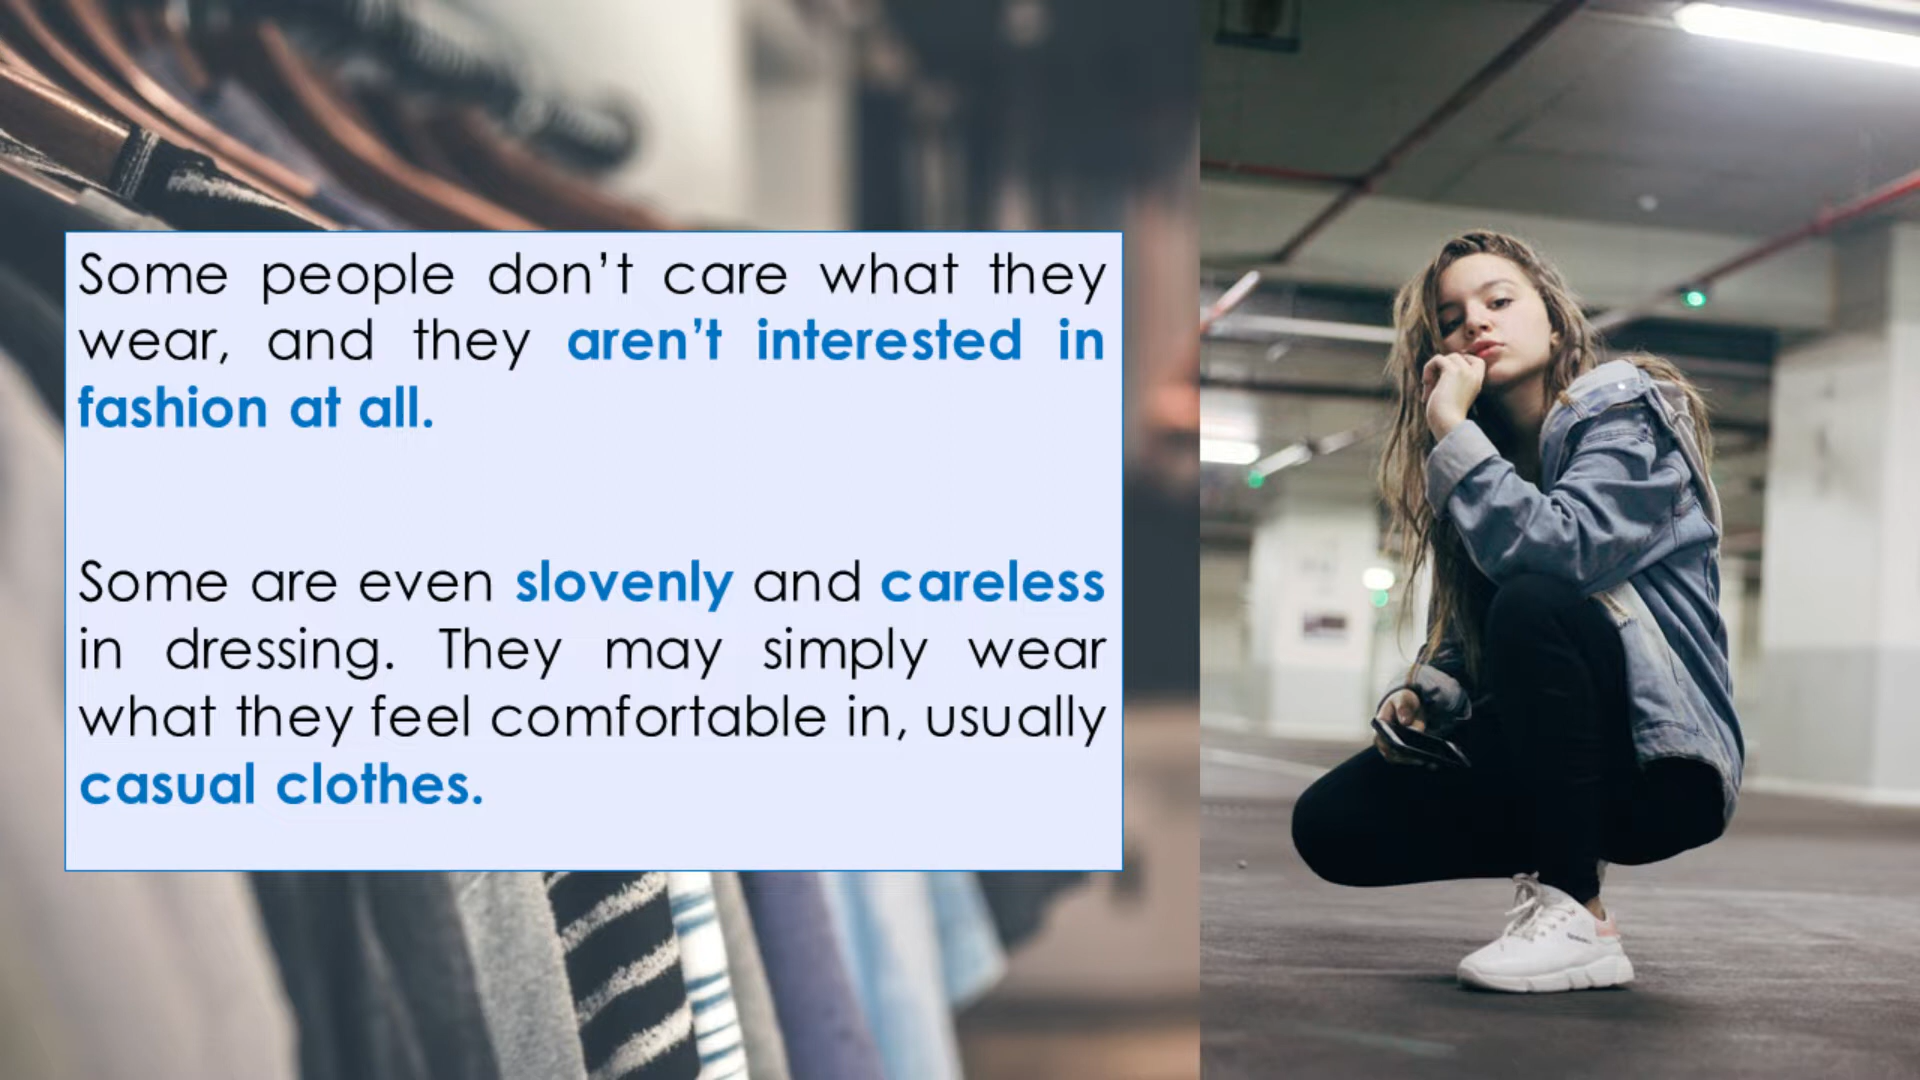 Some people don’t care what they
wear, and they aren’t interested in
fashion at all.
Some are even slovenly and careless
in dressing. They may simply wear
what they feel comfortable in, usually
casual clothes.